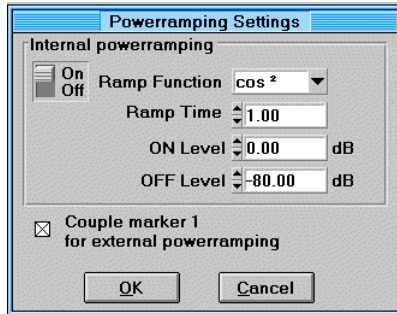 Powerramping Settings
Internal powerramping
On
Off
Ramp Function cos ²
Ramp Time 1.00
ON Level 0.00 dB
OFF Level -80.00 dB
Couple marker 1
for external powerramping
OK Cancel